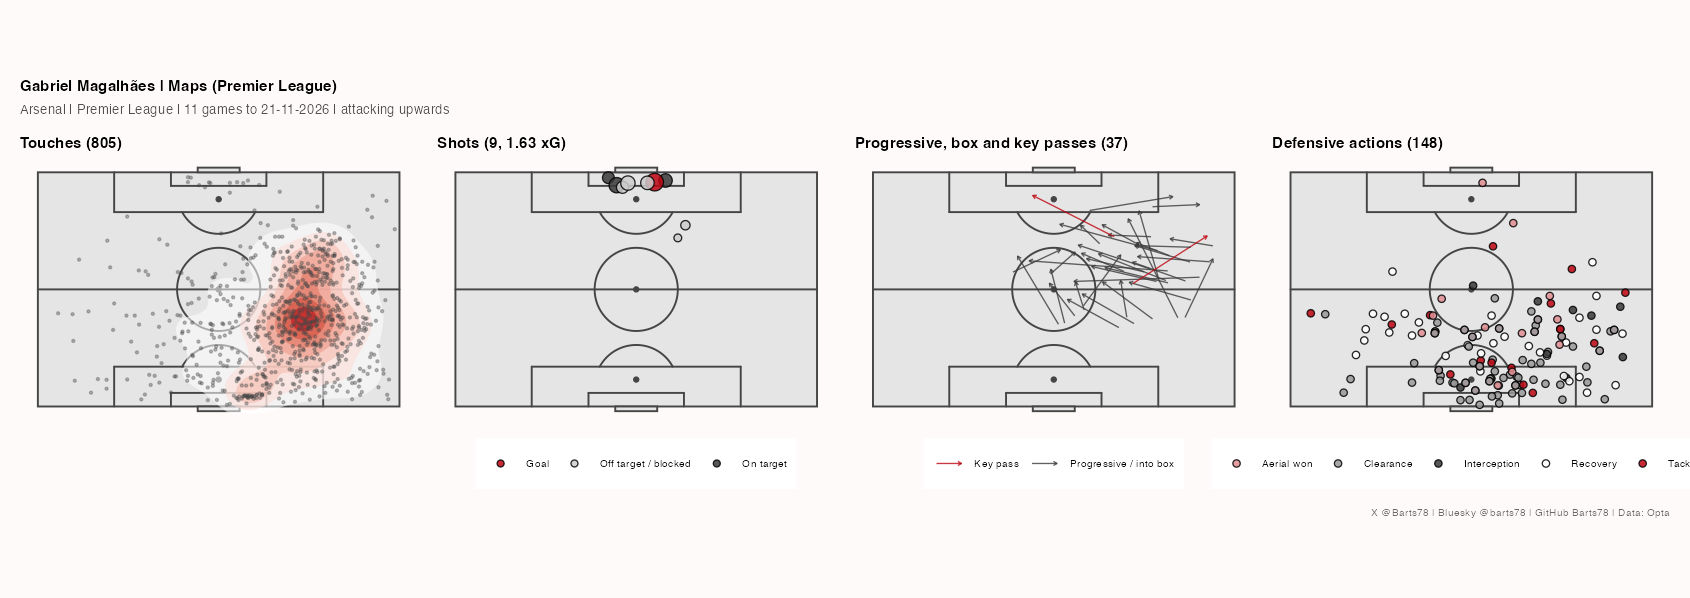 Gabriel Magalhães | Maps (Premier League)
Arsenal | Premier League | 11 games to 21-11-2026 | attacking upwards
Touches (805)
Shots (9, 1.63 xG)
Progressive, box and key passes (37)
Defensive actions (148)
Goal
Off target / blocked
On target
Key pass
Progressive / into box
Aerial won
Clearance
Interception
Recovery
Tack
X @Barts78 | Bluesky @barts78 | GitHub Barts78 | Data: Opta